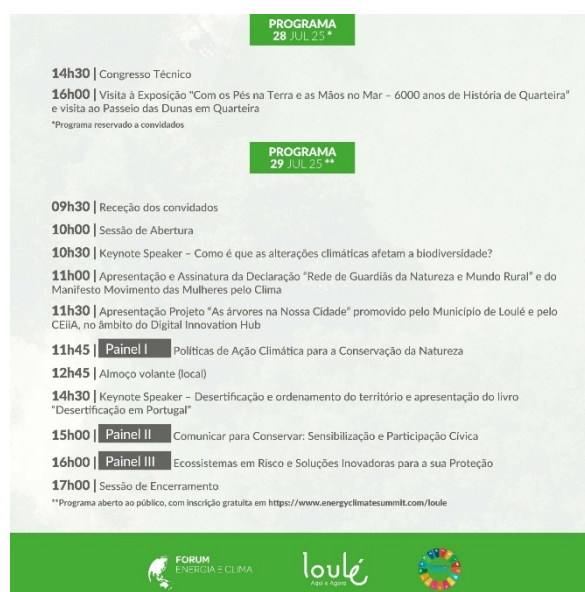 PROGRAMA
28 JUL 25 *
14h30 | Congresso Técnico
16h00 | Visita à Exposição "Com os Pés na Terra e as Mãos no Mar – 6000 anos de História de Quarteira"
e visita ao Passeio das Dunas em Quarteira
*Programa reservado a convidados
PROGRAMA
29 JUL 25 **
09h30 | Receção dos convidados
10h00 | Sessão de Abertura
10h30 | Keynote Speaker – Como é que as alterações climáticas afetam a biodiversidade?
11h00 | Apresentação e Assinatura da Declaração "Rede de Guardiãs da Natureza e Mundo Rural" e do
Manifesto Movimento das Mulheres pelo Clima
11h30 | Apresentação Projeto "As árvores na Nossa Cidade" promovido pelo Município de Loulé e pelo
CEiiA, no âmbito do Digital Innovation Hub
11h45 | Painel I Políticas de Ação Climática para a Conservação da Natureza
12h45 | Almoço volante (local)
14h30 | Keynote Speaker – Desertificação e ordenamento do território e apresentação do livro
"Desertificação em Portugal"
15h00 | Painel II Comunicar para Conservar: Sensibilização e Participação Cívica
16h00 | Painel III Ecossistemas em Risco e Soluções Inovadoras para a sua Proteção
17h00 | Sessão de Encerramento
**Programa aberto ao público, com inscrição gratuita em https://www.energyclimatesummit.com/loule
FORUM
ENERGIA E CLIMA
loulé
Aqui e Agora